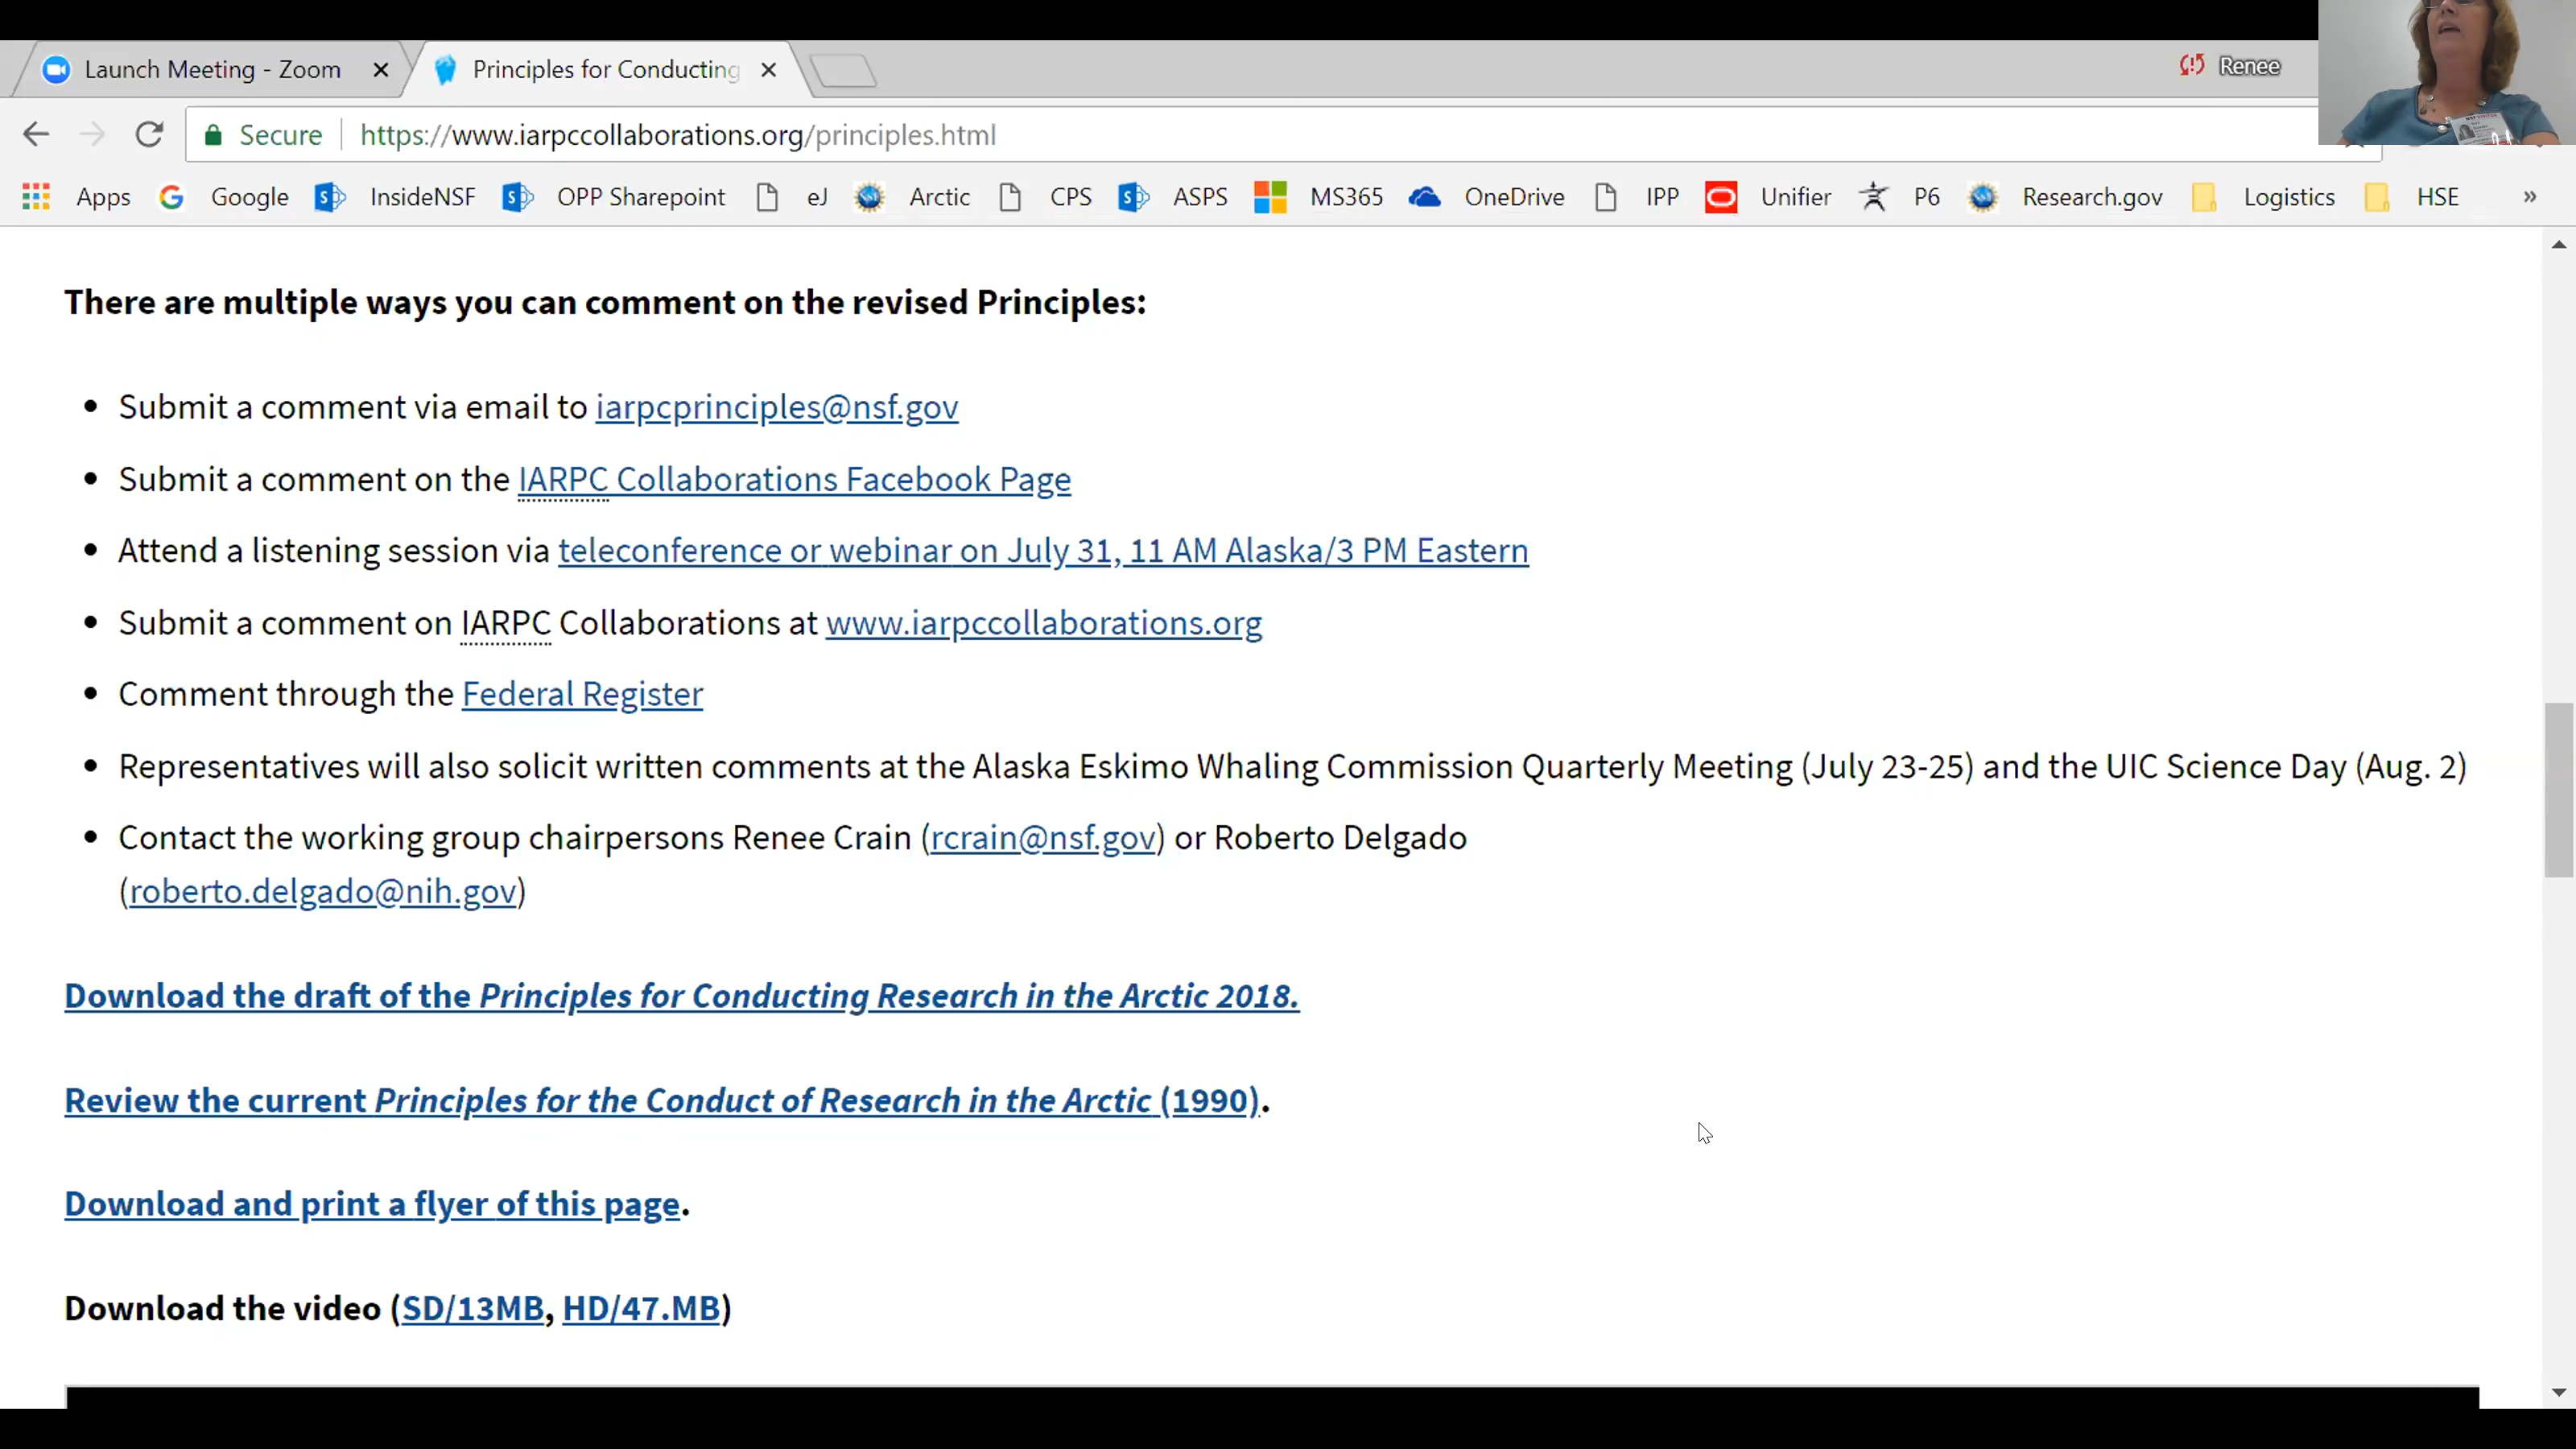 Launch Meeting - Zoom
Principles for Conducting
Renee
Secure
https://www.iarpccollaborations.org/principles.html
Apps Google InsideNSF OPP Sharepoint eJ Arctic CPS ASPS MS365 OneDrive IPP Unifier P6 Research.gov Logistics HSE »
There are multiple ways you can comment on the revised Principles:
• Submit a comment via email to iarpcprinciples@nsf.gov
• Submit a comment on the IARPC Collaborations Facebook Page
• Attend a listening session via teleconference or webinar on July 31, 11 AM Alaska/3 PM Eastern
• Submit a comment on IARPC Collaborations at www.iarpccollaborations.org
• Comment through the Federal Register
• Representatives will also solicit written comments at the Alaska Eskimo Whaling Commission Quarterly Meeting (July 23-25) and the UIC Science Day (Aug. 2)
• Contact the working group chairpersons Renee Crain (rcrain@nsf.gov) or Roberto Delgado
(roberto.delgado@nih.gov)
Download the draft of the Principles for Conducting Research in the Arctic 2018.
Review the current Principles for the Conduct of Research in the Arctic (1990).
Download and print a flyer of this page.
Download the video (SD/13MB, HD/47.MB)